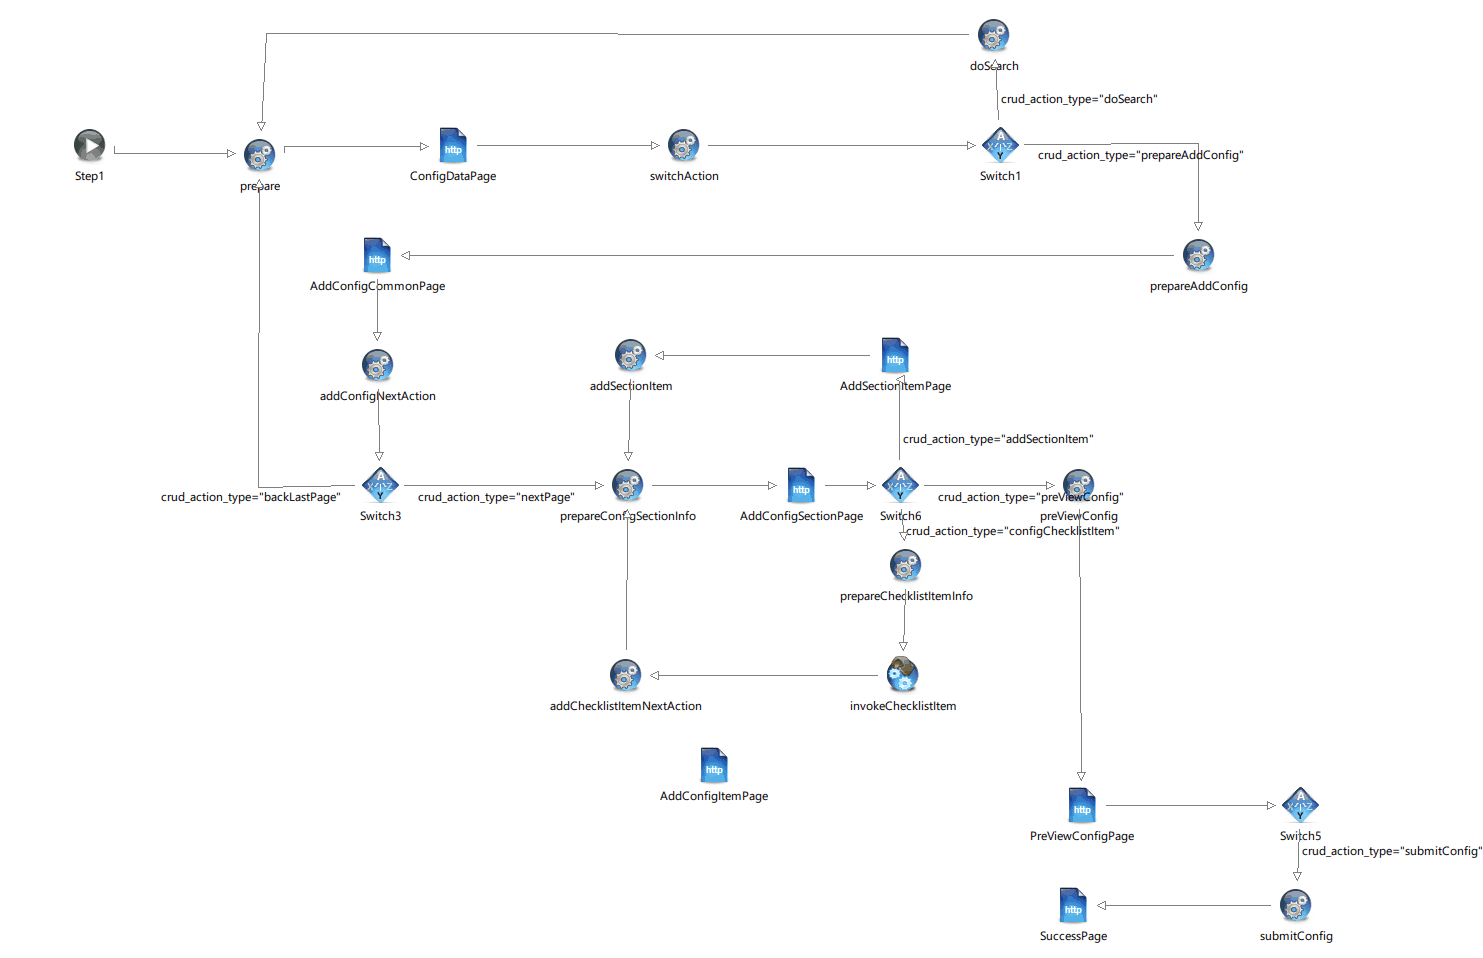 doSearch
crud_action_type="doSearch"
http
A
X Z
Y
crud_action_type="prepareAddConfig"
Step1
prepare
ConfigDataPage
switchAction
Switch1
http
AddConfigCommonPage
prepareAddConfig
http
addConfigNextAction
addSectionItem
AddSectionItemPage
crud_action_type="addSectionItem"
A
X Z
Y
http
A
X Z
Y
crud_action_type="backLastPage"
crud_action_type="nextPage"
crud_action_type="preViewConfig"
Switch3
prepareConfigSectionInfo
AddConfigSectionPage
Switch6
preViewConfig
crud_action_type="configChecklistItem"
prepareChecklistItemInfo
addChecklistItemNextAction
invokeChecklistItem
http
AddConfigItemPage
http
A
X Z
Y
PreViewConfigPage
Switch5
crud_action_type="submitConfig"
http
SuccessPage
submitConfig